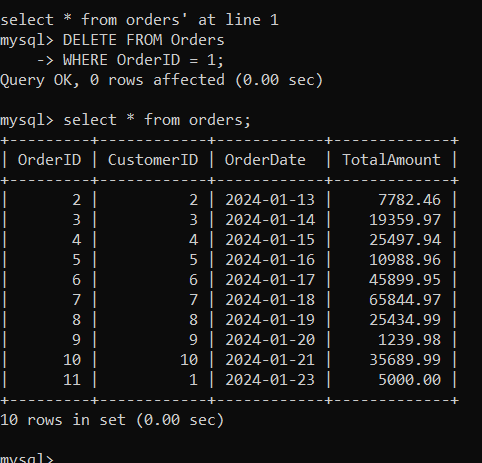 select * from orders' at line 1
mysql> DELETE FROM Orders
    -> WHERE OrderID = 1;
Query OK, 0 rows affected (0.00 sec)

mysql> select * from orders;
+---------+------------+------------+-------------+
| OrderID | CustomerID | OrderDate  | TotalAmount |
+---------+------------+------------+-------------+
|       2 |          2 | 2024-01-13 |     7782.46 |
|       3 |          3 | 2024-01-14 |    19359.97 |
|       4 |          4 | 2024-01-15 |    25497.94 |
|       5 |          5 | 2024-01-16 |    10988.96 |
|       6 |          6 | 2024-01-17 |    45899.95 |
|       7 |          7 | 2024-01-18 |    65844.97 |
|       8 |          8 | 2024-01-19 |    25434.99 |
|       9 |          9 | 2024-01-20 |     1239.98 |
|      10 |         10 | 2024-01-21 |    35689.99 |
|      11 |          1 | 2024-01-23 |     5000.00 |
+---------+------------+------------+-------------+
10 rows in set (0.00 sec)

mysql>